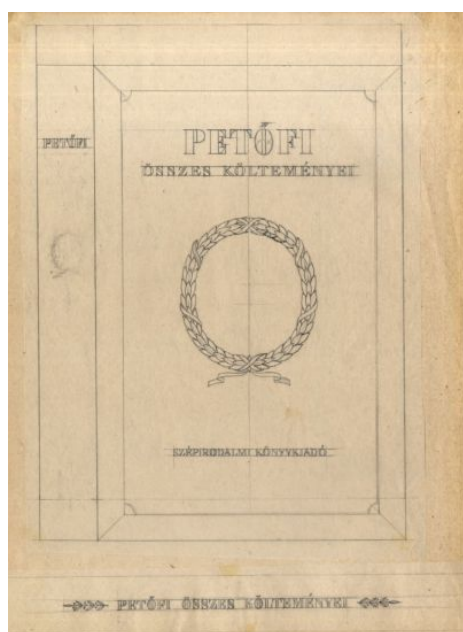 PETŐFI
PETŐFI
ÖSSZES KÖLTEMÉNYEI
SZÉPIRODALMI KÖNYVKIADÓ
PETŐFI ÖSSZES KÖLTEMÉNYEI